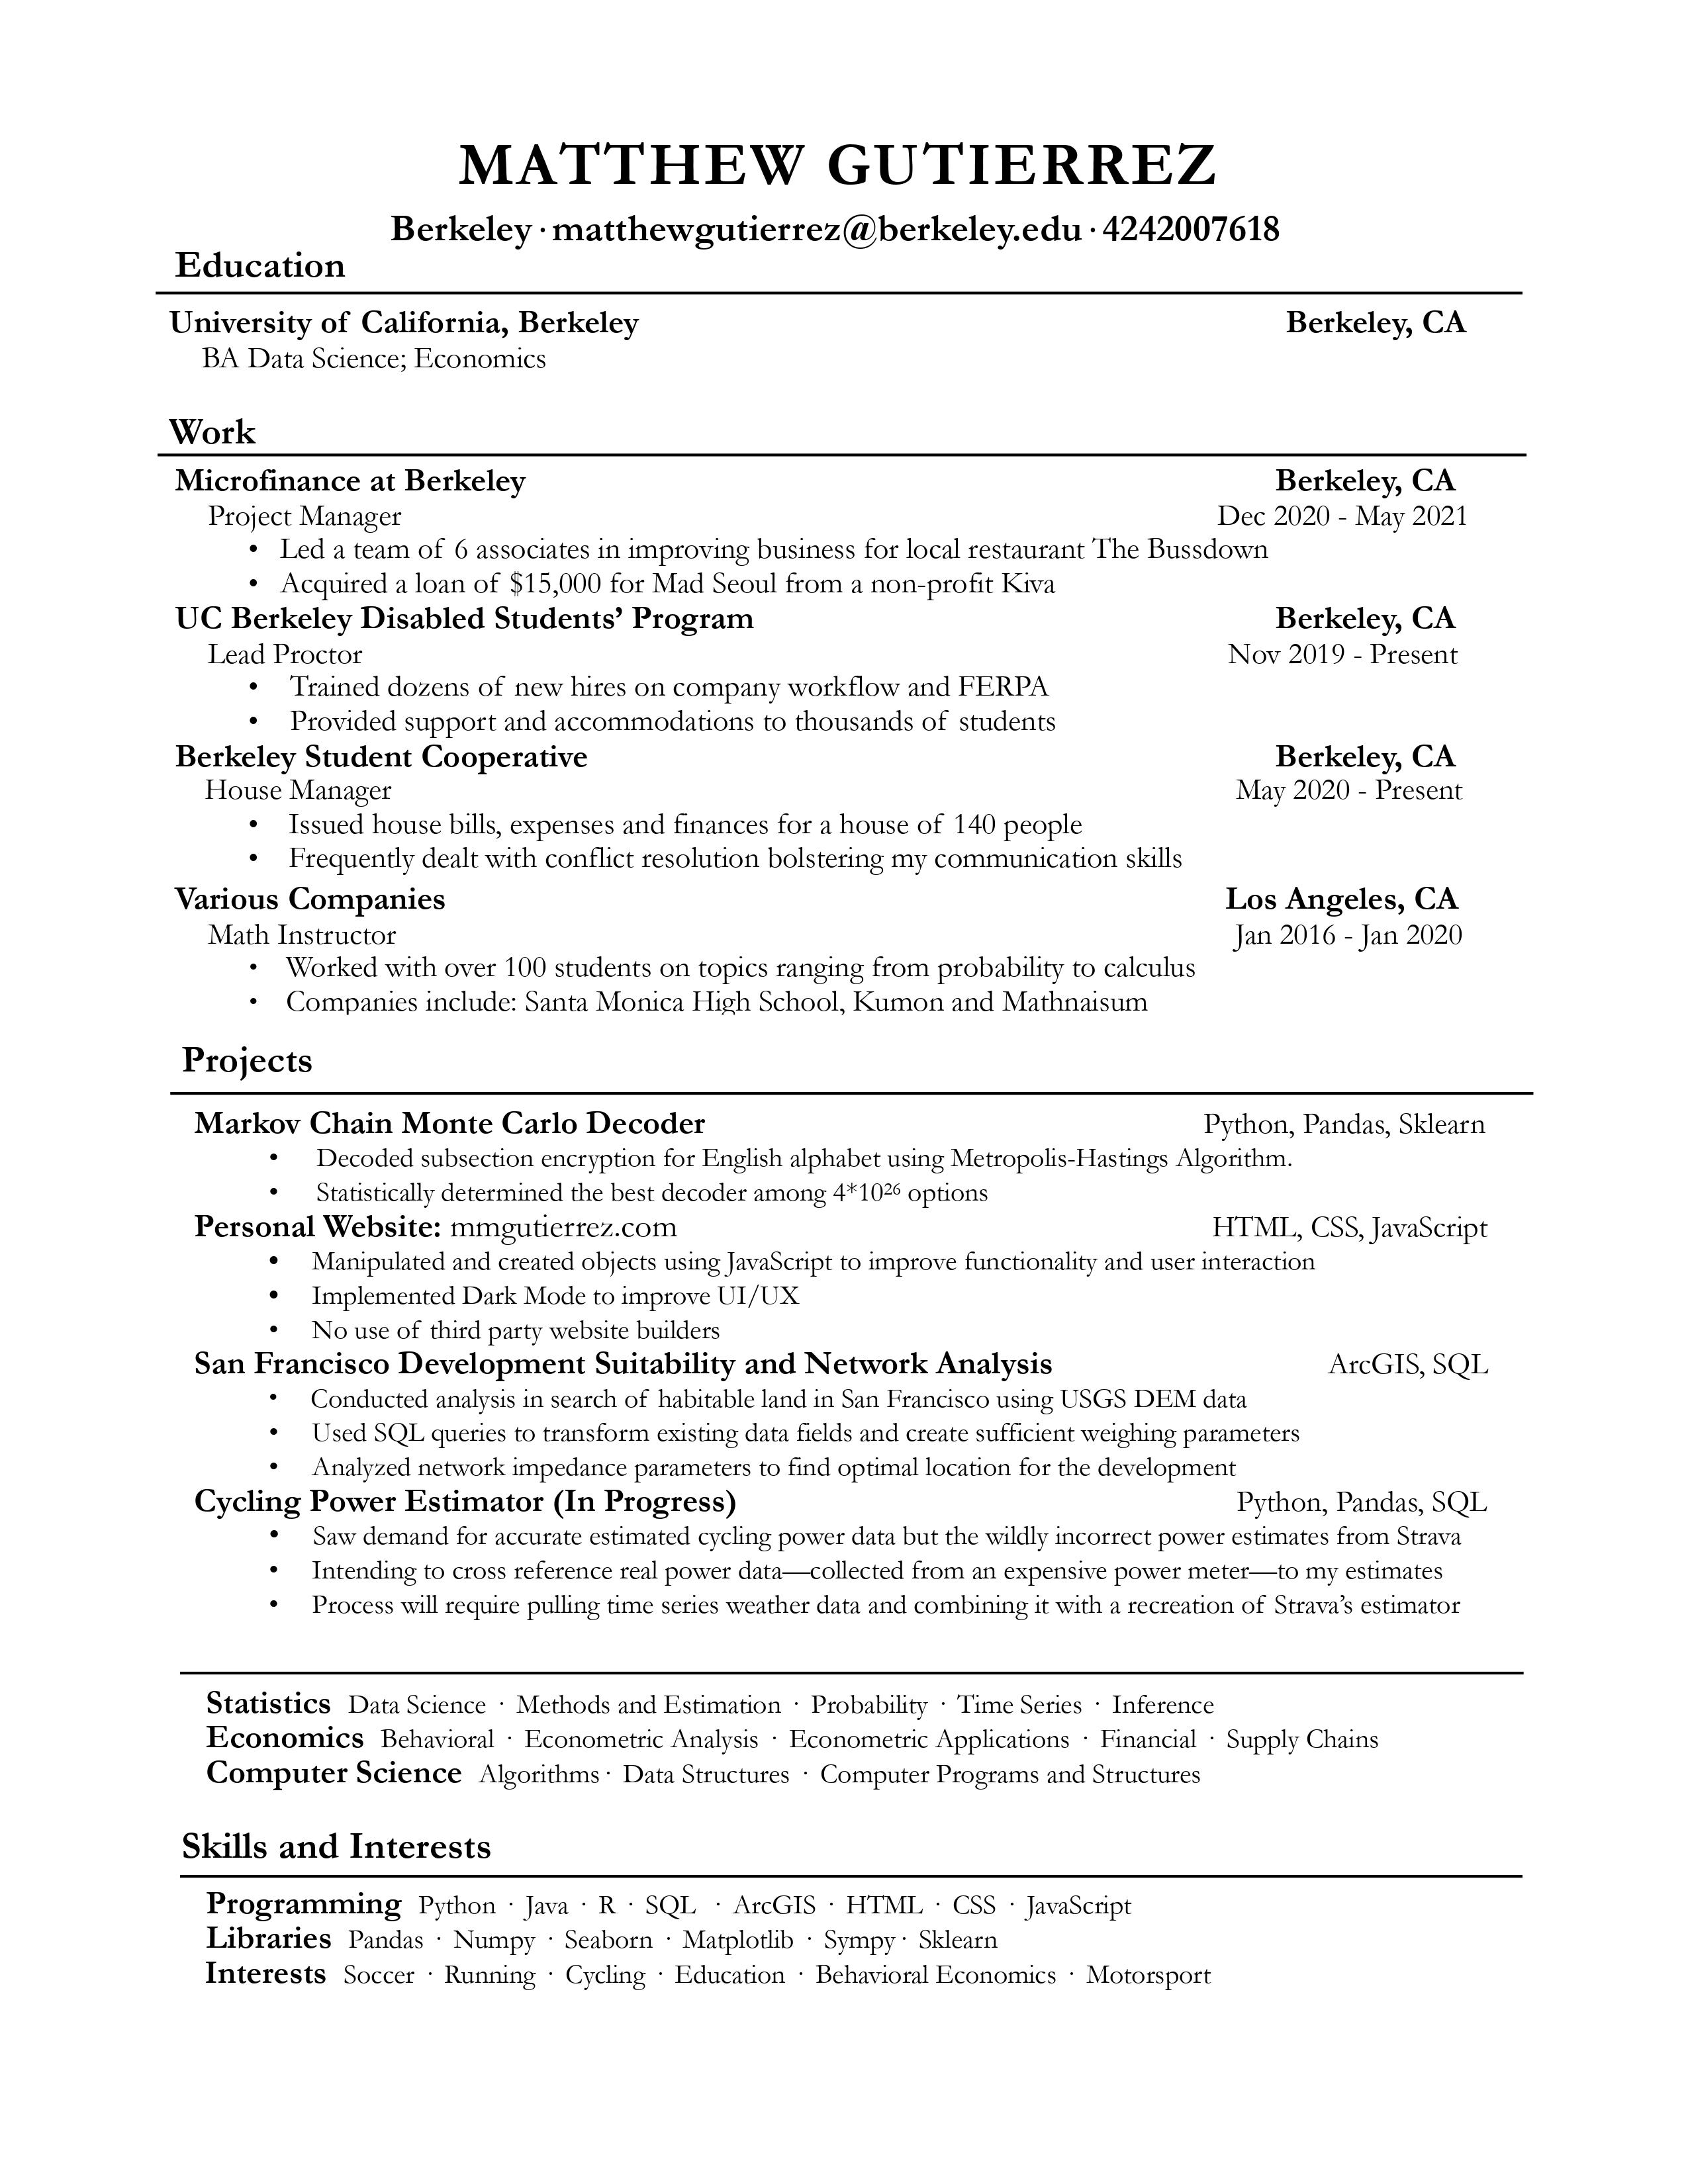 MATTHEW GUTIERREZ
Berkeley · matthewgutierrez@berkeley.edu · 4242007618
Education
University of California, Berkeley Berkeley, CA
BA Data Science; Economics
Work
Microfinance at Berkeley Berkeley, CA
Project Manager Dec 2020 - May 2021
• Led a team of 6 associates in improving business for local restaurant The Bussdown
• Acquired a loan of $15,000 for Mad Seoul from a non-profit Kiva
UC Berkeley Disabled Students’ Program Berkeley, CA
Lead Proctor Nov 2019 - Present
• Trained dozens of new hires on company workflow and FERPA
• Provided support and accommodations to thousands of students
Berkeley Student Cooperative Berkeley, CA
House Manager May 2020 - Present
• Issued house bills, expenses and finances for a house of 140 people
• Frequently dealt with conflict resolution bolstering my communication skills
Various Companies Los Angeles, CA
Math Instructor Jan 2016 - Jan 2020
• Worked with over 100 students on topics ranging from probability to calculus
• Companies include: Santa Monica High School, Kumon and Mathnaisum
Projects
Markov Chain Monte Carlo Decoder Python, Pandas, Sklearn
• Decoded subsection encryption for English alphabet using Metropolis-Hastings Algorithm.
• Statistically determined the best decoder among 4*10²⁶ options
Personal Website: mmgutierrez.com HTML, CSS, JavaScript
• Manipulated and created objects using JavaScript to improve functionality and user interaction
• Implemented Dark Mode to improve UI/UX
• No use of third party website builders
San Francisco Development Suitability and Network Analysis ArcGIS, SQL
• Conducted analysis in search of habitable land in San Francisco using USGS DEM data
• Used SQL queries to transform existing data fields and create sufficient weighing parameters
• Analyzed network impedance parameters to find optimal location for the development
Cycling Power Estimator (In Progress) Python, Pandas, SQL
• Saw demand for accurate estimated cycling power data but the wildly incorrect power estimates from Strava
• Intending to cross reference real power data—collected from an expensive power meter—to my estimates
• Process will require pulling time series weather data and combining it with a recreation of Strava’s estimator
Statistics Data Science · Methods and Estimation · Probability · Time Series · Inference
Economics Behavioral · Econometric Analysis · Econometric Applications · Financial · Supply Chains
Computer Science Algorithms · Data Structures · Computer Programs and Structures
Skills and Interests
Programming Python · Java · R · SQL · ArcGIS · HTML · CSS · JavaScript
Libraries Pandas · Numpy · Seaborn · Matplotlib · Sympy · Sklearn
Interests Soccer · Running · Cycling · Education · Behavioral Economics · Motorsport